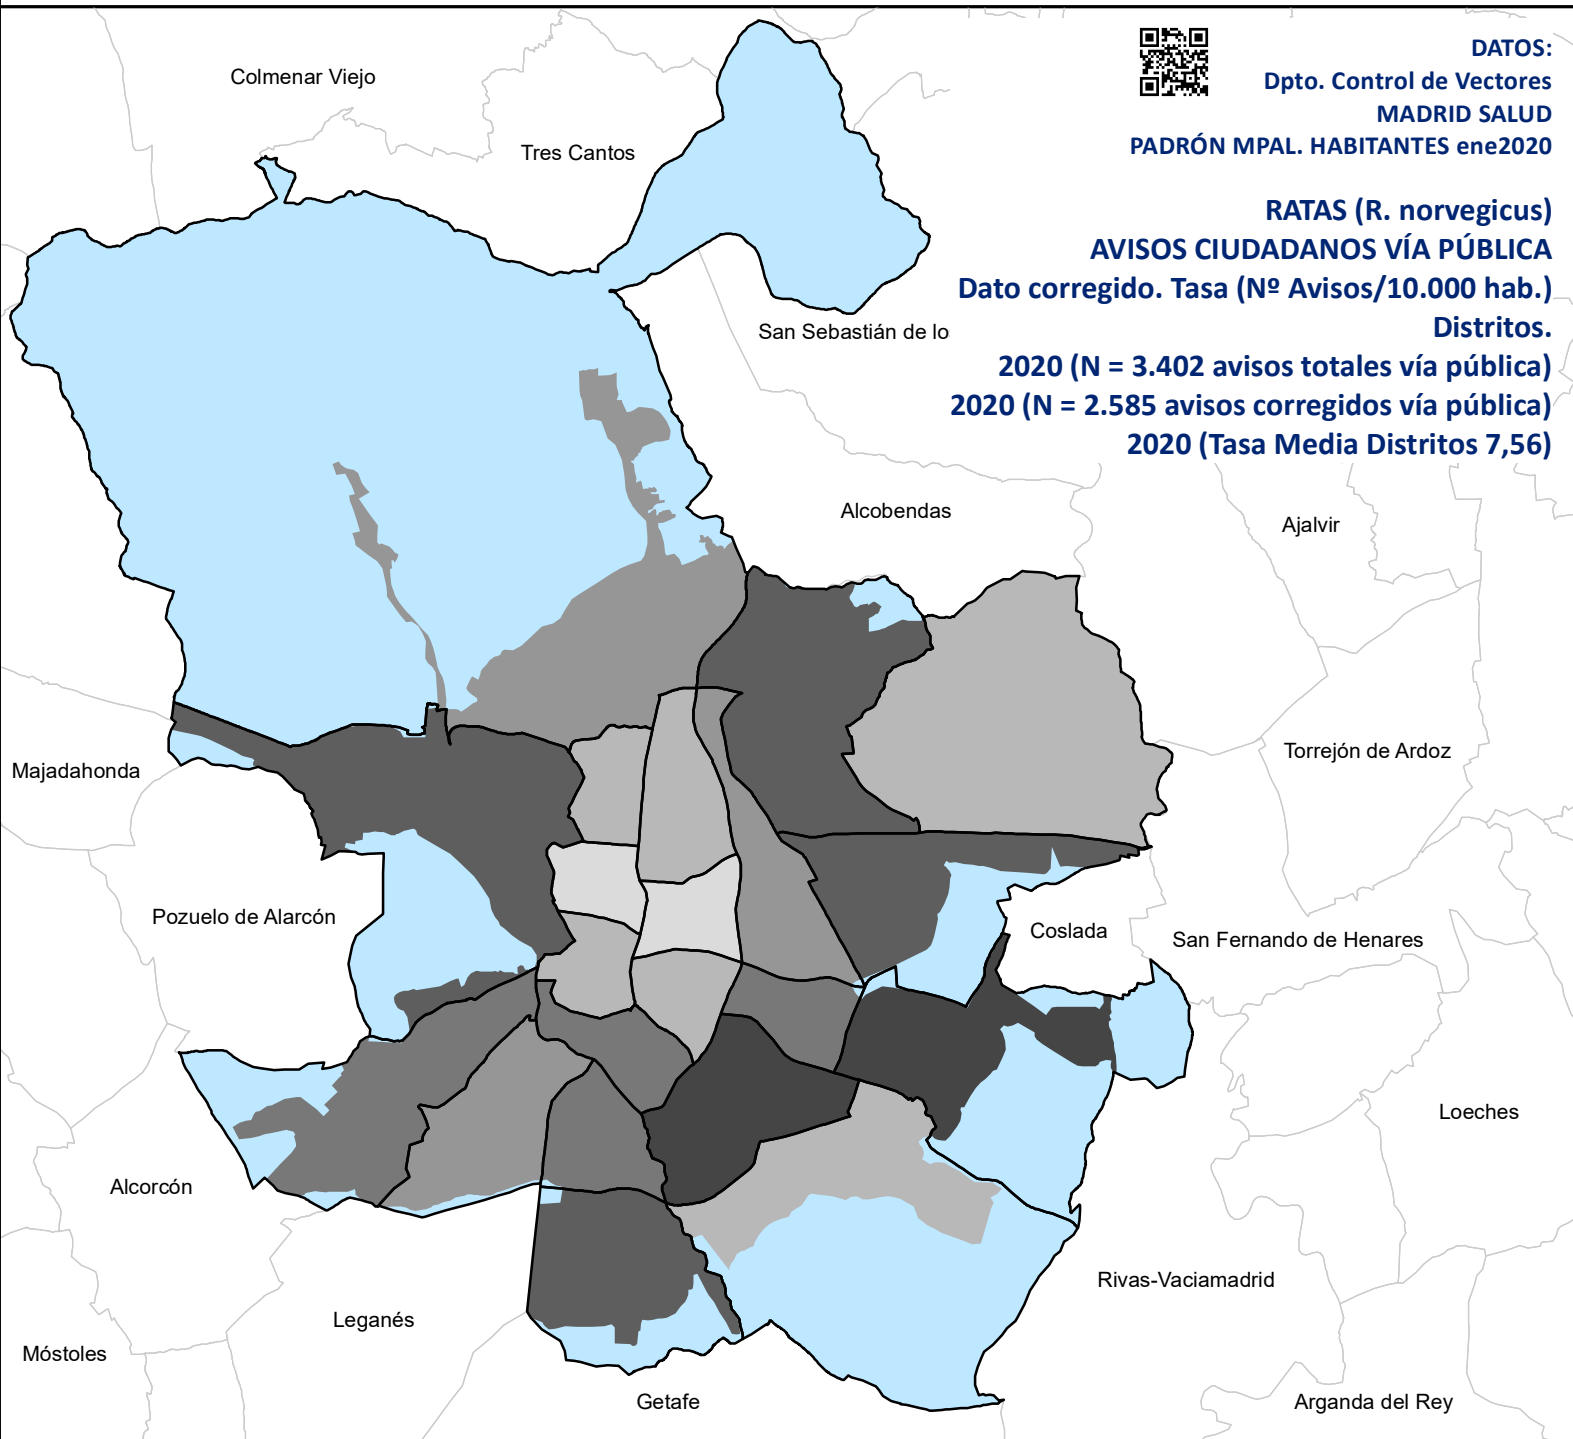 DATOS:
Dpto. Control de Vectores
MADRID SALUD
PADRÓN MPAL. HABITANTES ene2020
RATAS (R. norvegicus)
AVISOS CIUDADANOS VÍA PÚBLICA
Dato corregido. Tasa (Nº Avisos/10.000 hab.)
Distritos.
2020 (N = 3.402 avisos totales vía pública)
2020 (N = 2.585 avisos corregidos vía pública)
2020 (Tasa Media Distritos 7,56)
Colmenar Viejo
Tres Cantos
San Sebastián de lo
Alcobendas
Ajalvir
Torrejón de Ardoz
Majadahonda
Pozuelo de Alarcón
Coslada
San Fernando de Henares
Loeches
Alcorcón
Rivas-Vaciamadrid
Leganés
Móstoles
Getafe
Arganda del Rey